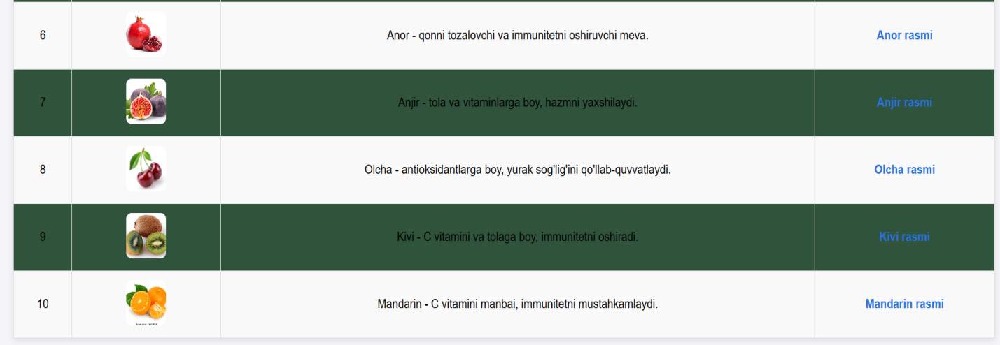 6 Anor - qonni tozalovchi va immunitetni oshiruvchi meva. Anor rasmi
7 Anjir - tola va vitaminlarga boy, hazmni yaxshilaydi. Anjir rasmi
8 Olcha - antioksidantlarga boy, yurak sog'lig'ini qo'llab-quvvatlaydi. Olcha rasmi
9 Kivi - C vitamini va tolaga boy, immunitetni oshiradi. Kivi rasmi
10 Mandarin - C vitamini manbai, immunitetni mustahkamlaydi. Mandarin rasmi